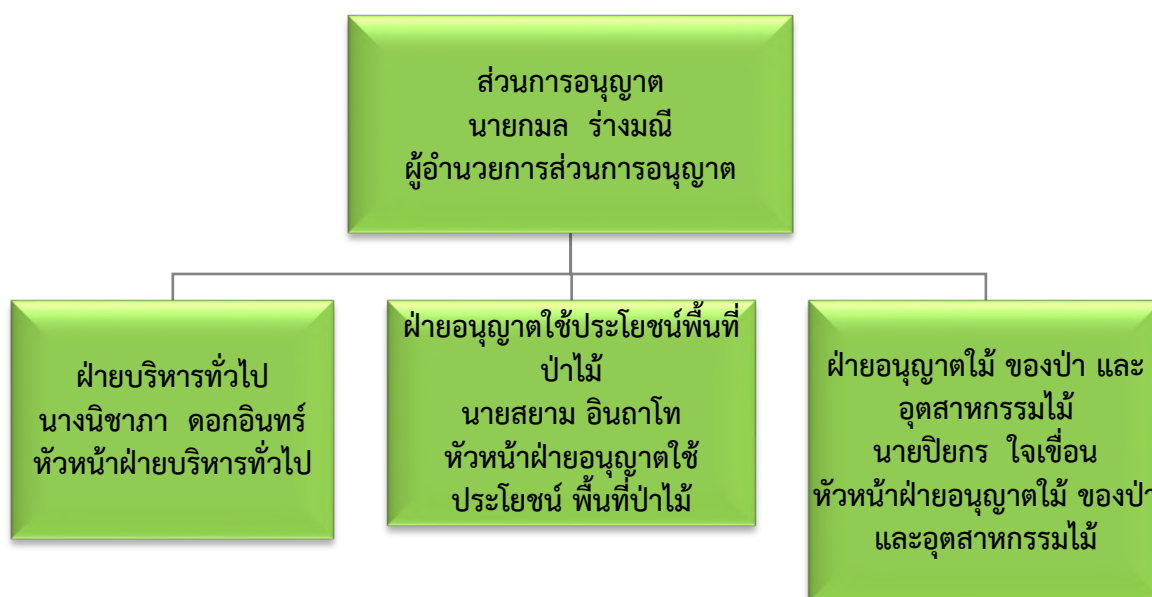 ส่วนการอนุญาต
นายกมล  ร่างมณี
ผู้อำนวยการส่วนการอนุญาต
ฝ่ายบริหารทั่วไป
นางนิชาภา  ดอกอินทร์
หัวหน้าฝ่ายบริหารทั่วไป
ฝ่ายอนุญาตใช้ประโยชน์พื้นที่
ป่าไม้
นายสยาม อินถาโท
หัวหน้าฝ่ายอนุญาตใช้
ประโยชน์ พื้นที่ป่าไม้
ฝ่ายอนุญาตใม้ ของป่า และ
อุตสาหกรรมไม้
นายปิยกร  ใจเขื่อน
หัวหน้าฝ่ายอนุญาตใม้ ของป่า
และอุตสาหกรรมไม้